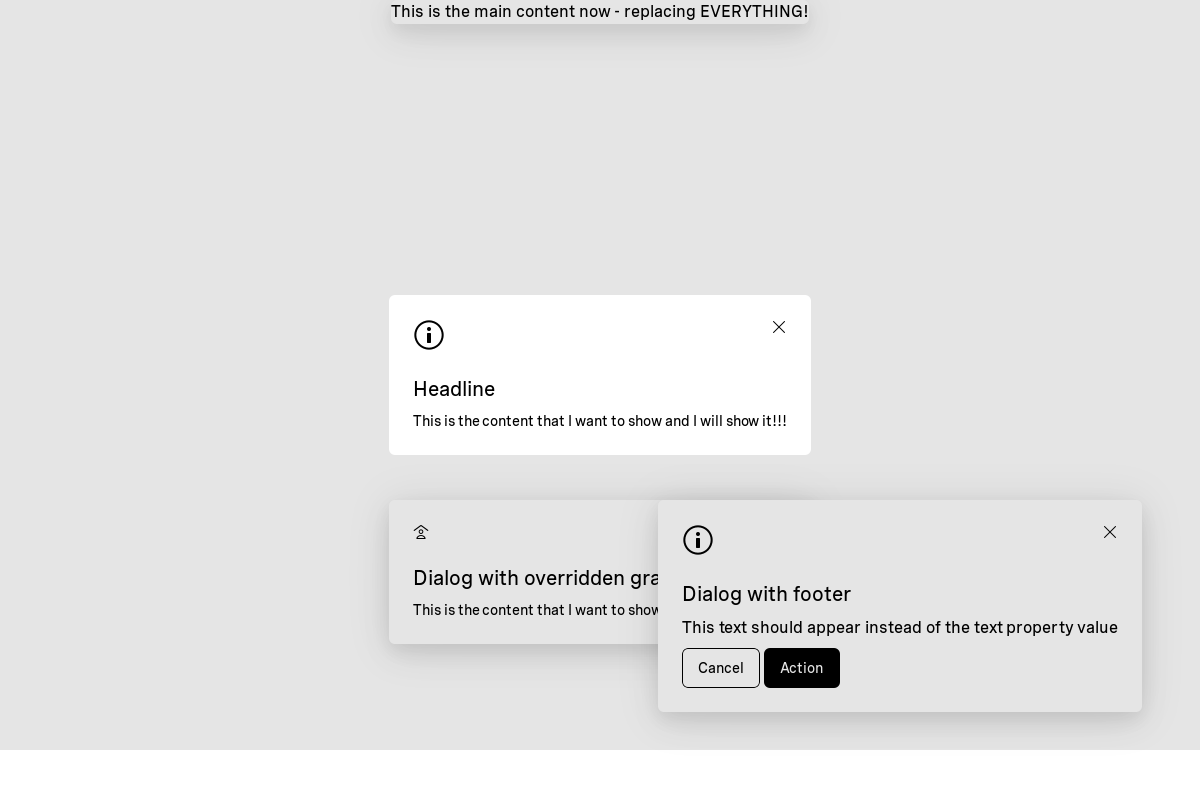 This is the main content now - replacing EVERYTHING!
Headline
This is the content that I want to show and I will show it!!!
Dialog with overridden gra
This is the content that I want to show
Dialog with footer
This text should appear instead of the text property value
Cancel
Action